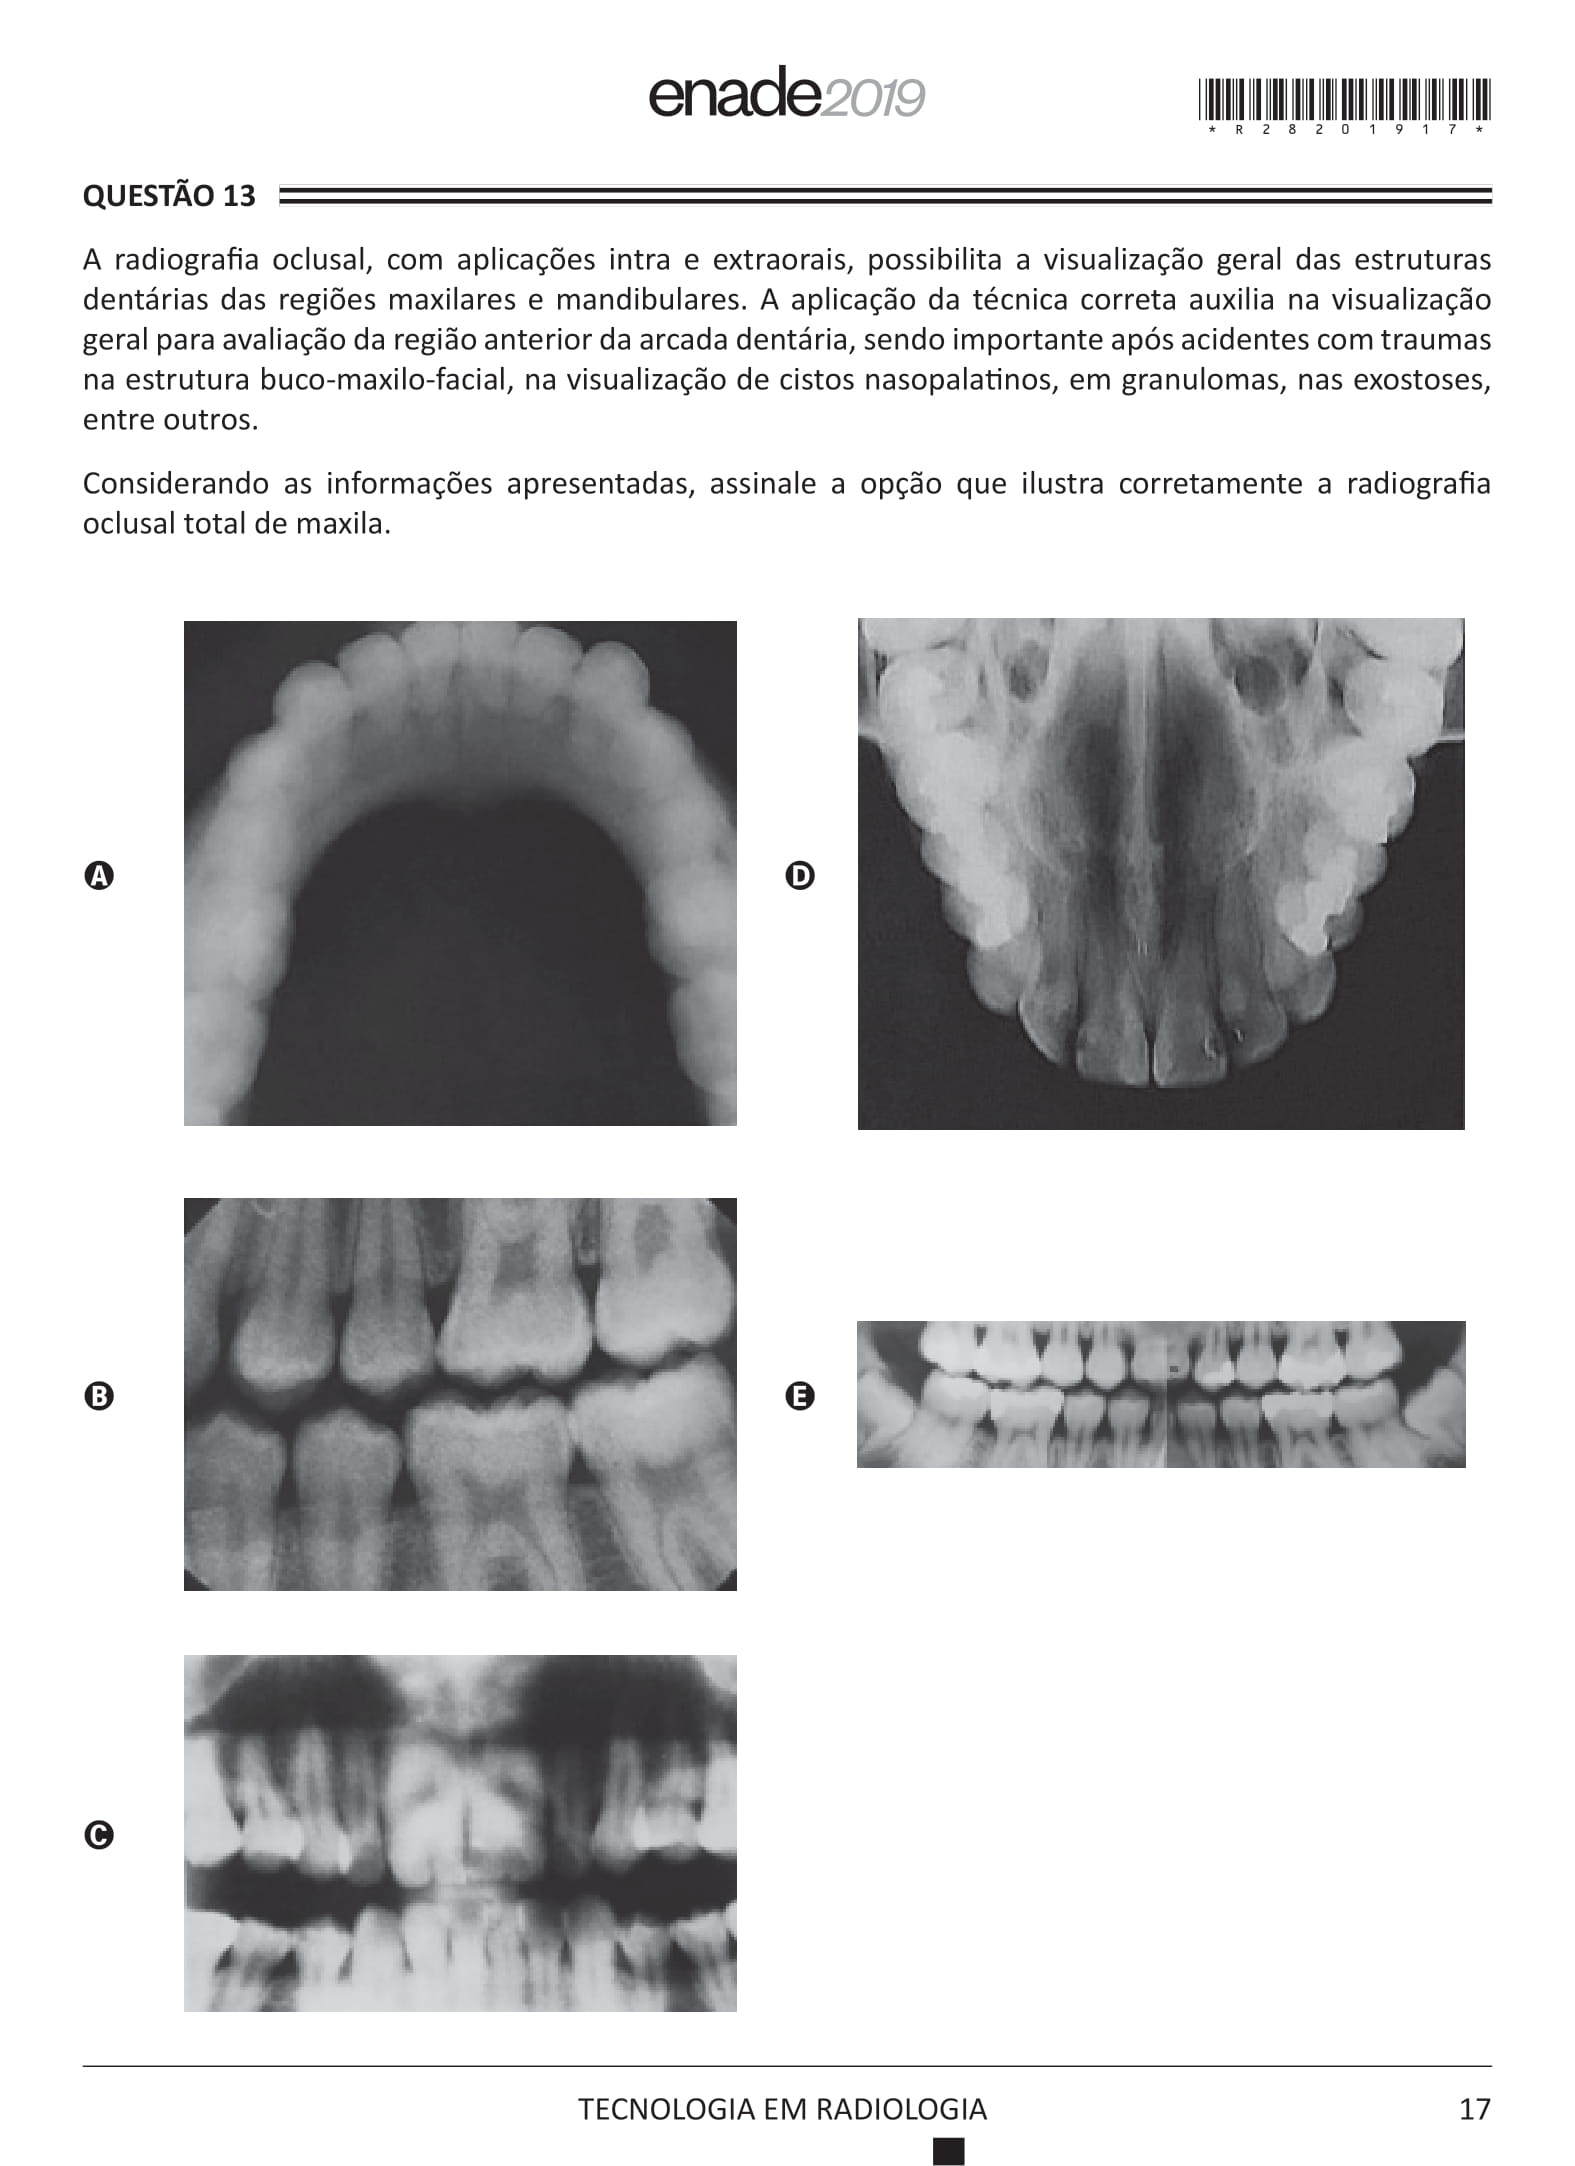 enade2019
*R28201917*
QUESTÃO 13
A radiografia oclusal, com aplicações intra e extraorais, possibilita a visualização geral das estruturas
dentárias das regiões maxilares e mandibulares. A aplicação da técnica correta auxilia na visualização
geral para avaliação da região anterior da arcada dentária, sendo importante após acidentes com traumas
na estrutura buco-maxilo-facial, na visualização de cistos nasopalatinos, em granulomas, nas exostoses,
entre outros.
Considerando as informações apresentadas, assinale a opção que ilustra corretamente a radiografia
oclusal total de maxila.
A
D
B
E
C
TECNOLOGIA EM RADIOLOGIA
17